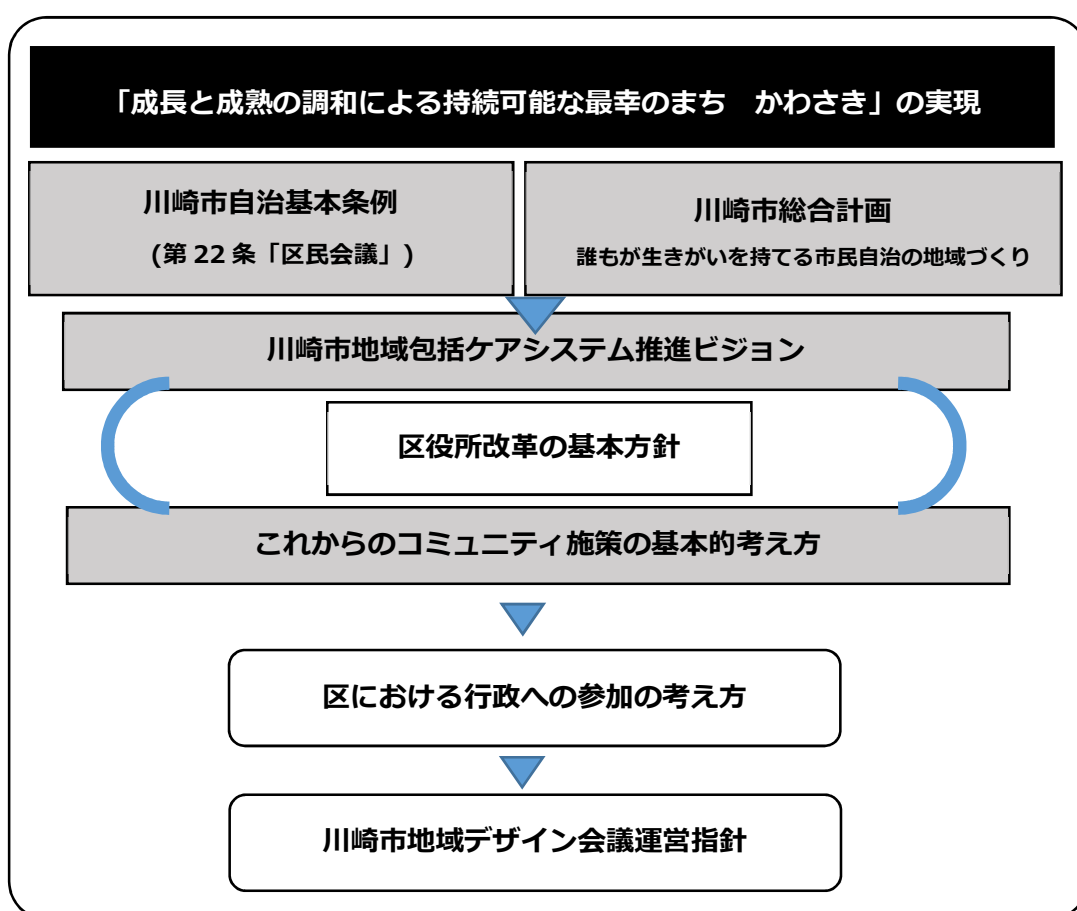 「成長と成熟の調和による持続可能な最幸のまち　かわさき」の実現
川崎市自治基本条例
(第 22 条「区民会議」)
川崎市総合計画
誰もが生きがいを持てる市民自治の地域づくり
川崎市地域包括ケアシステム推進ビジョン
区役所改革の基本方針
これからのコミュニティ施策の基本的考え方
区における行政への参加の考え方
川崎市地域デザイン会議運営指針